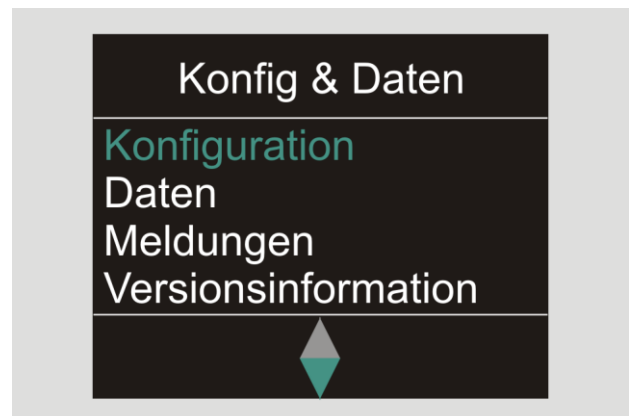 Konfig & Daten
Konfiguration
Daten
Meldungen
Versionsinformation